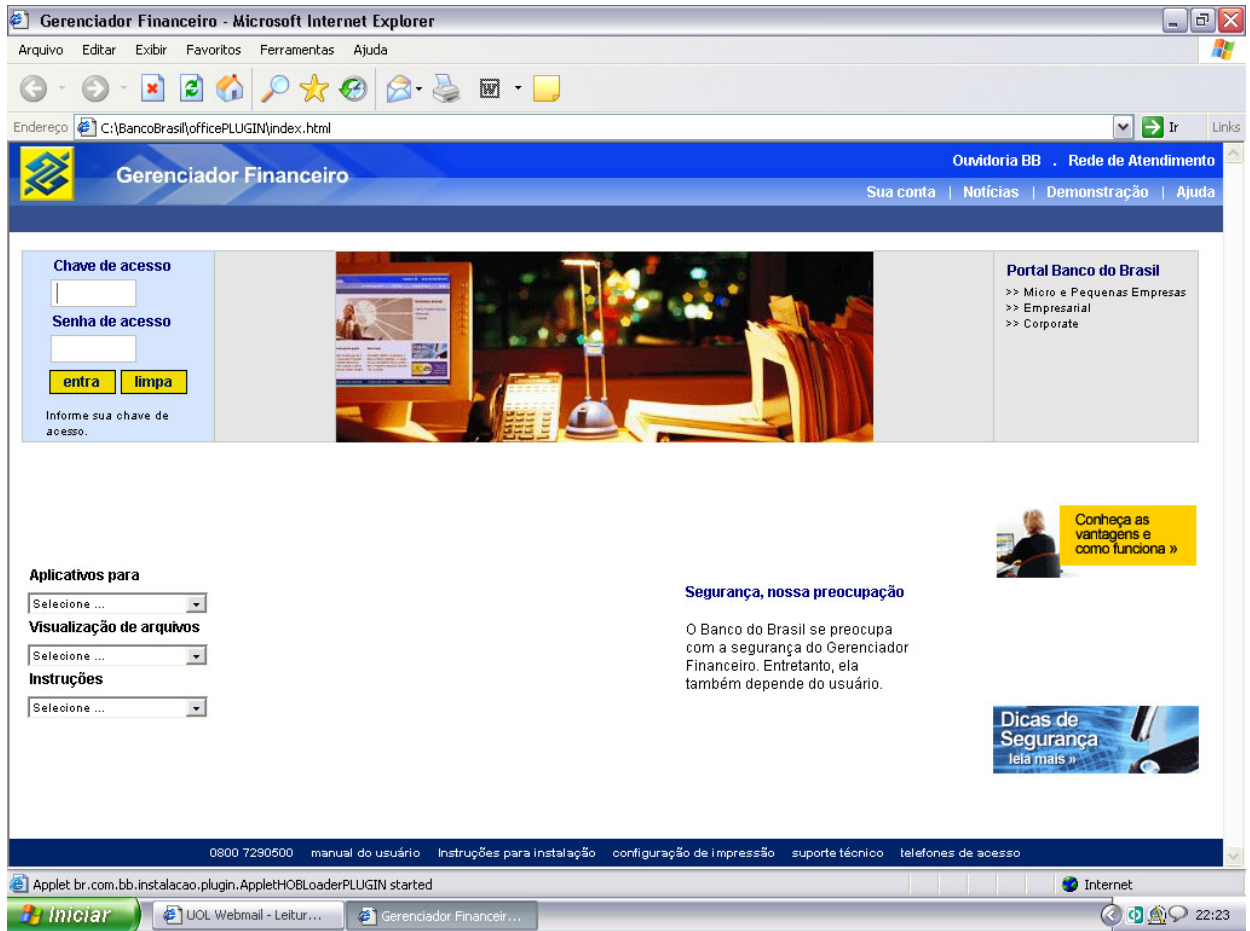 Gerenciador Financeiro - Microsoft Internet Explorer
Arquivo Editar Exibir Favoritos Ferramentas Ajuda
Endereço C:\BancoBrasil\officePLUGIN\index.html Ir Links
Gerenciador Financeiro
Ouvidoria BB . Rede de Atendimento
Sua conta | Notícias | Demonstração | Ajuda
Chave de acesso
Senha de acesso
entra limpa
Informe sua chave de
acesso.
Portal Banco do Brasil
>> Micro e Pequenas Empresas
>> Empresarial
>> Corporate
Conheça as
vantagens e
como funciona »
Aplicativos para
Selecione ...
Visualização de arquivos
Selecione ...
Instruções
Selecione ...
Segurança, nossa preocupação
O Banco do Brasil se preocupa
com a segurança do Gerenciador
Financeiro. Entretanto, ela
também depende do usuário.
Dicas de
Segurança
leia mais »
0800 7290500 manual do usuário Instruções para instalação configuração de impressão suporte técnico telefones de acesso
Applet br.com.bb.instalacao.plugin.AppletHOBLoaderPLUGIN started Internet
Iniciar UOL Webmail - Leitur... Gerenciador Financeir... 22:23